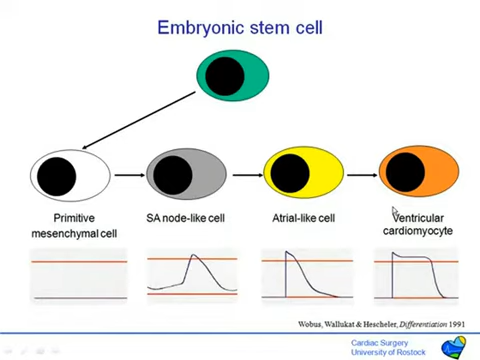 Embryonic stem cell
Primitive
mesenchymal cell
SA node-like cell
Atrial-like cell
Ventricular
cardiomyocyte
Wobus, Wallukat & Hescheler, Differentiation 1991
Cardiac Surgery
University of Rostock